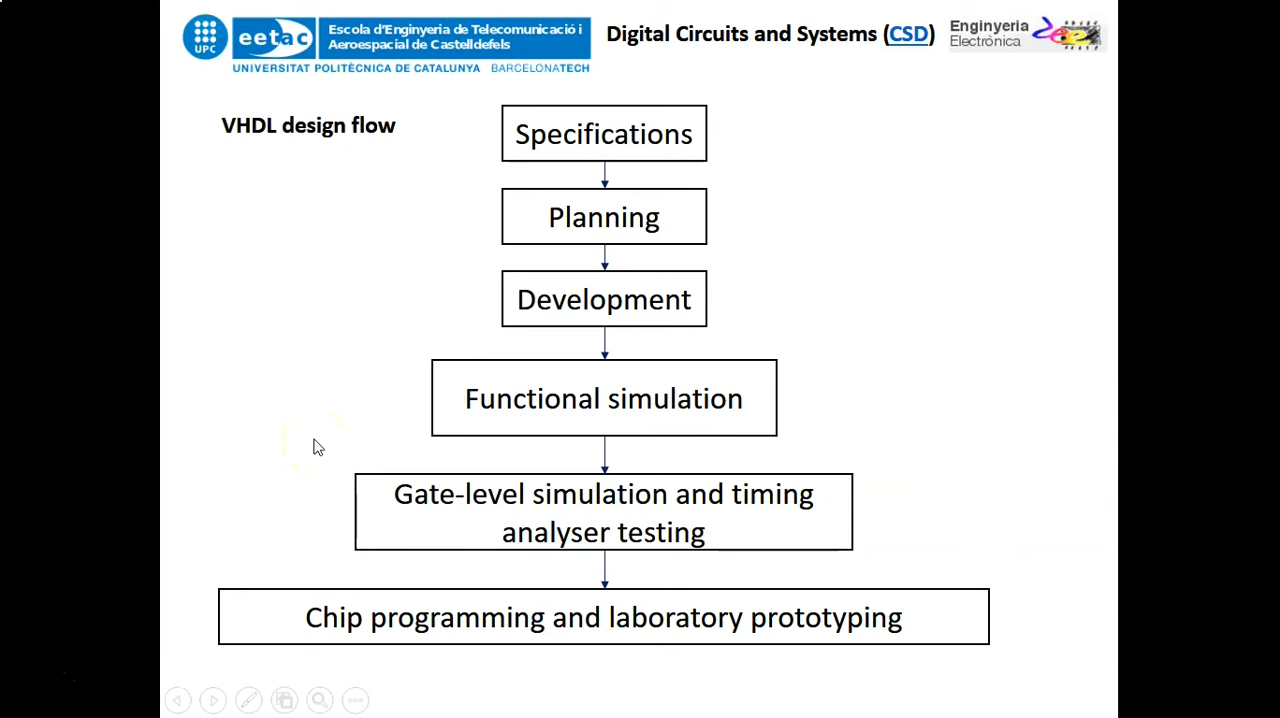 UPC
eetac
Escola d'Enginyeria de Telecomunicació i
Aeroespacial de Castelldefels
UNIVERSITAT POLITÈCNICA DE CATALUNYA BARCELONATECH
Digital Circuits and Systems (CSD)
Enginyeria
Electrònica
VHDL design flow
Specifications
Planning
Development
Functional simulation
Gate-level simulation and timing
analyser testing
Chip programming and laboratory prototyping